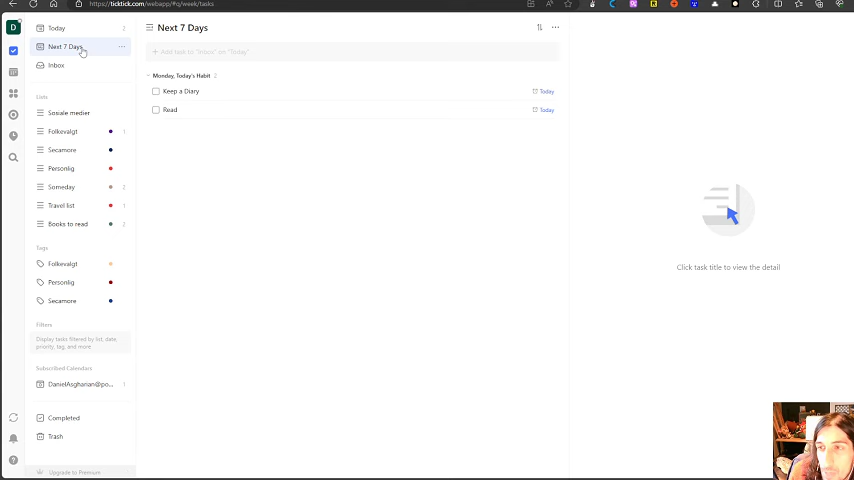 https://ticktick.com/webapp/#q/week/tasks
D
Today 2
Next 7 Days
Inbox
Lists
Sosiale medier
Folkevalgt 1
Secamore
Personlig
Someday 2
Travel list 1
Books to read 2
Tags
Folkevalgt
Personlig
Secamore
Filters
Display tasks filtered by list, date,
priority, tag, and more
Subscribed Calendars
DanielAsgharian@po... 1
Completed
Trash
Upgrade to Premium
Next 7 Days
+ Add task to "Inbox" on "Today"
Monday, Today's Habit 2
Keep a Diary Today
Read Today
Click task title to view the detail